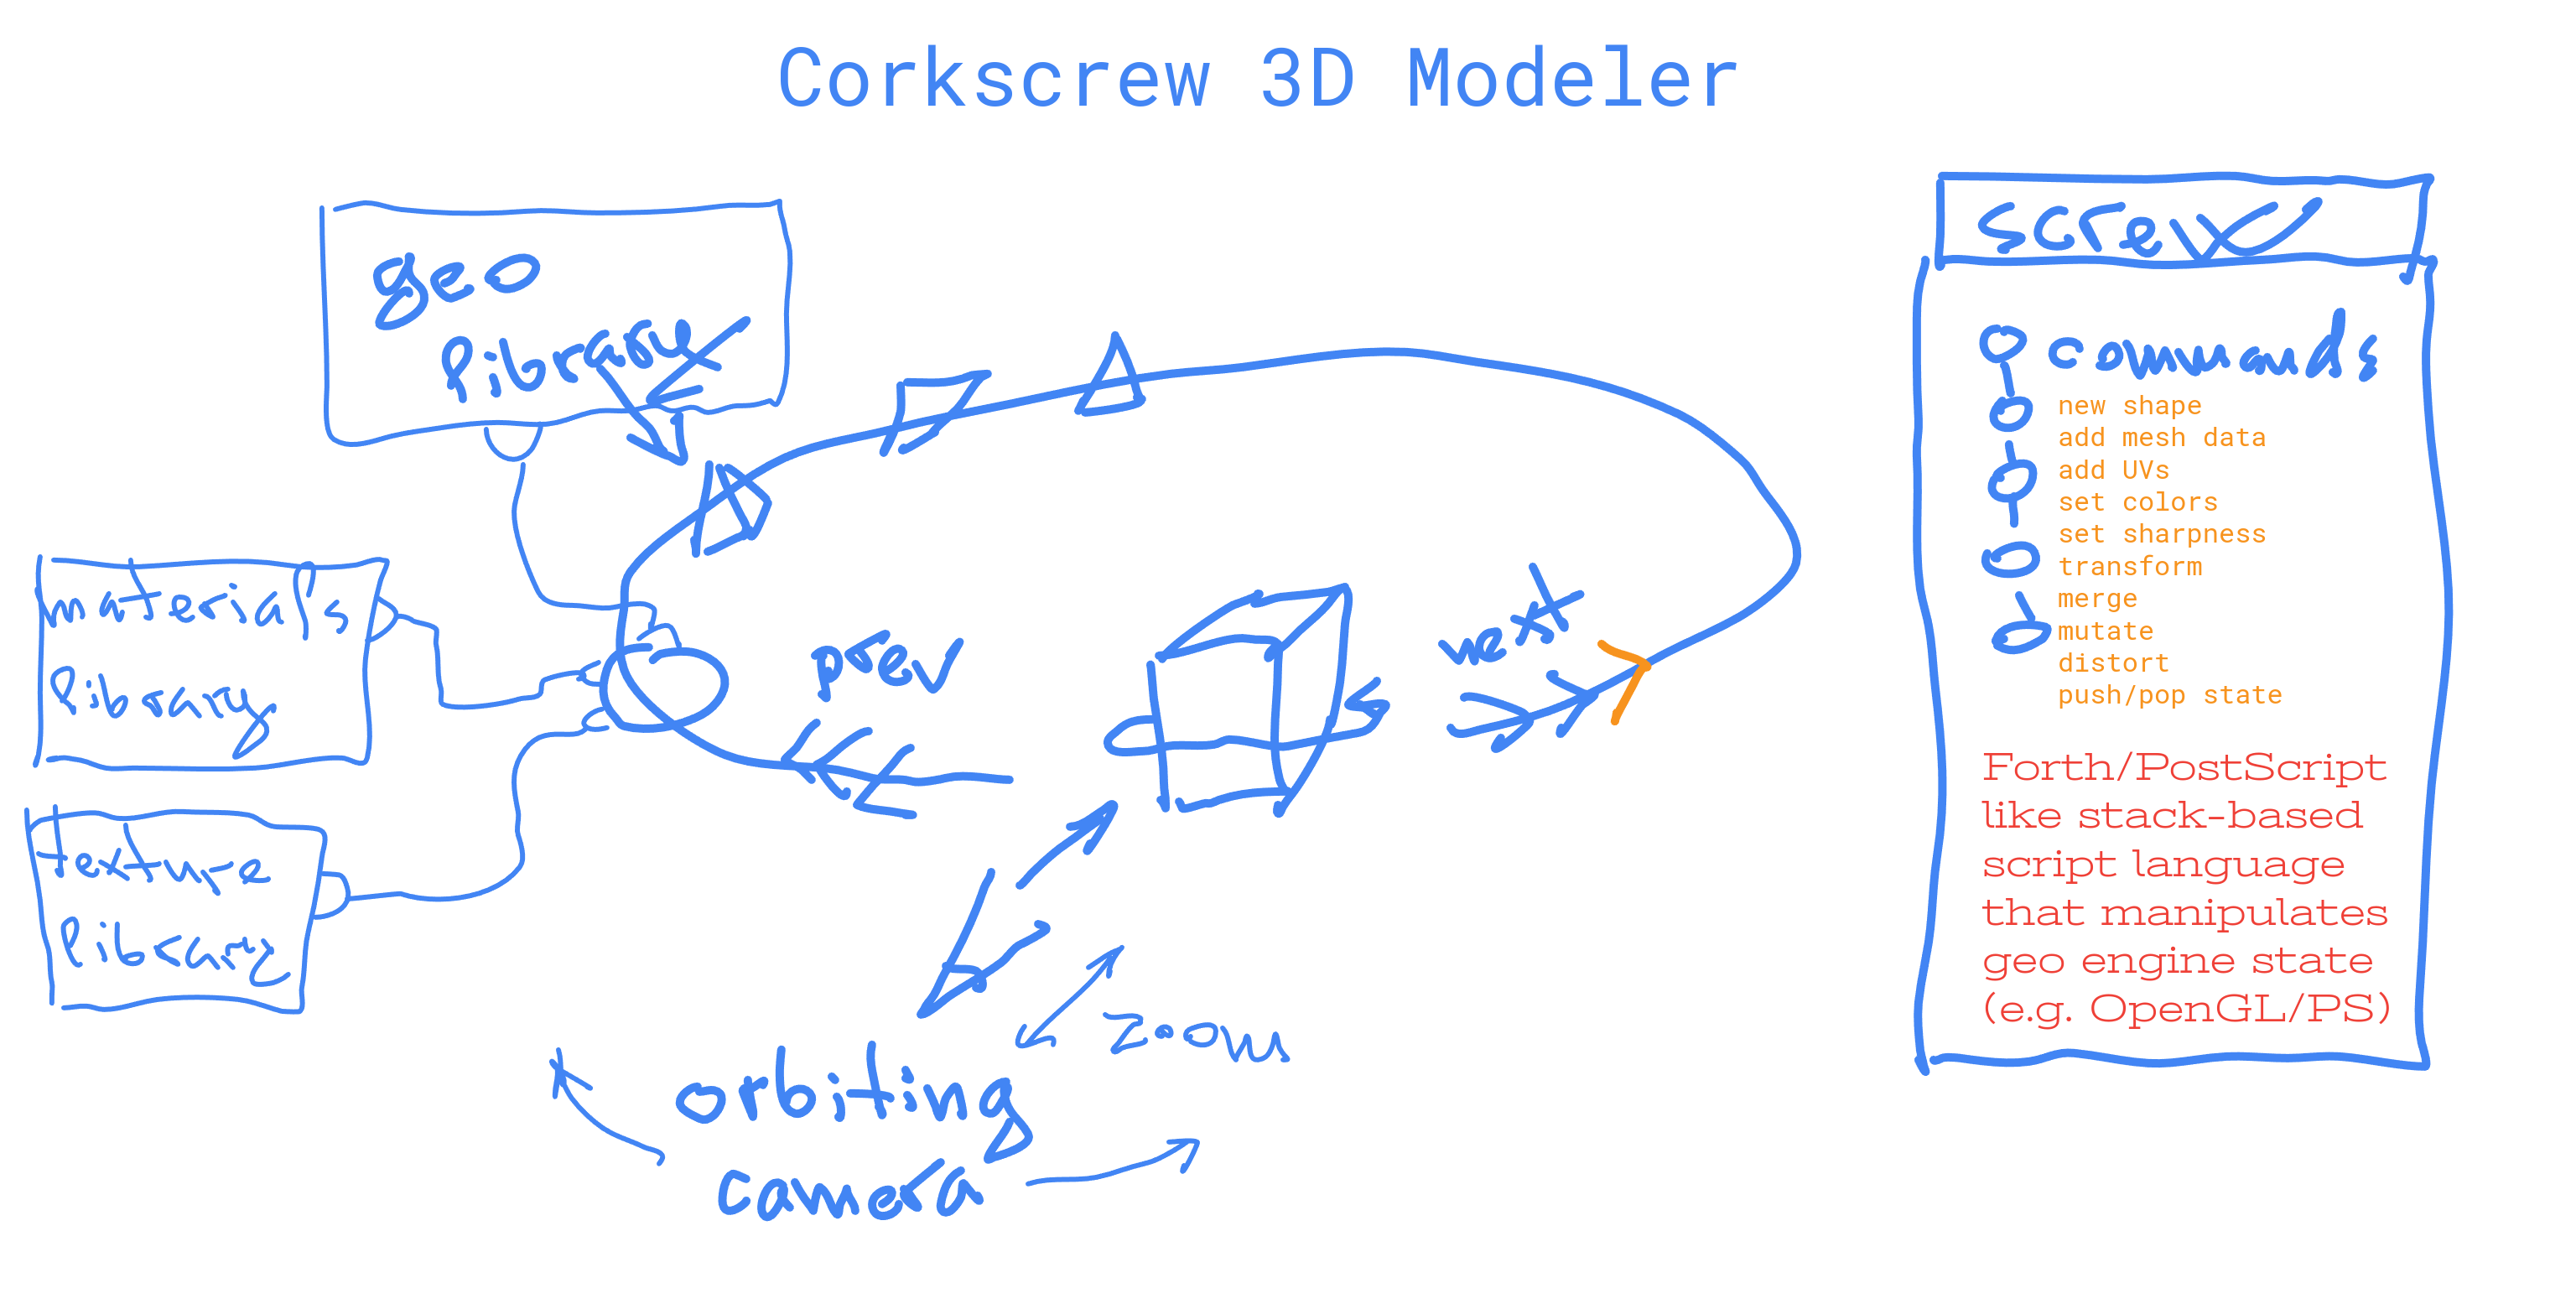 Corkscrew 3D Modeler
geo
library
materials
library
texture
library
prev
next
zoom
orbiting
camera
screw
commands
new shape
add mesh data
add UVs
set colors
set sharpness
transform
merge
mutate
distort
push/pop state
Forth/PostScript
like stack-based
script language
that manipulates
geo engine state
(e.g. OpenGL/PS)